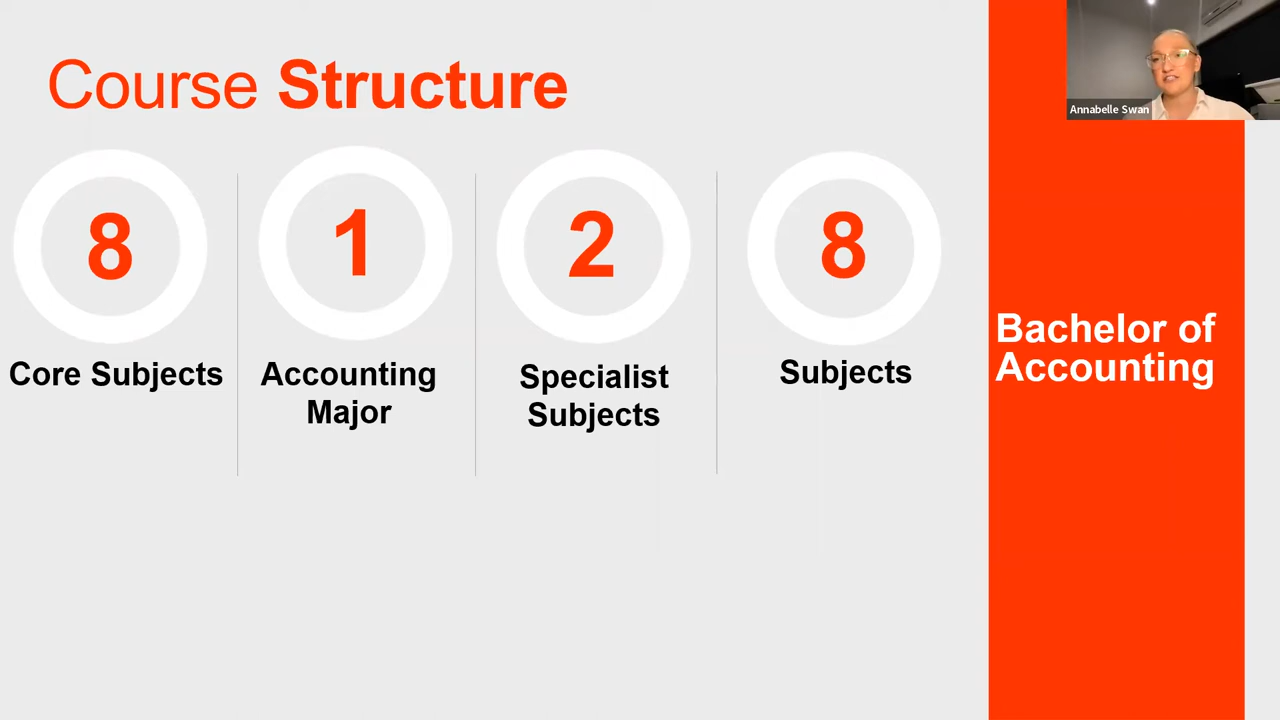 Course Structure
8
Core Subjects
1
Accounting
Major
2
Specialist
Subjects
8
Subjects
Bachelor of
Accounting
Annabelle Swan